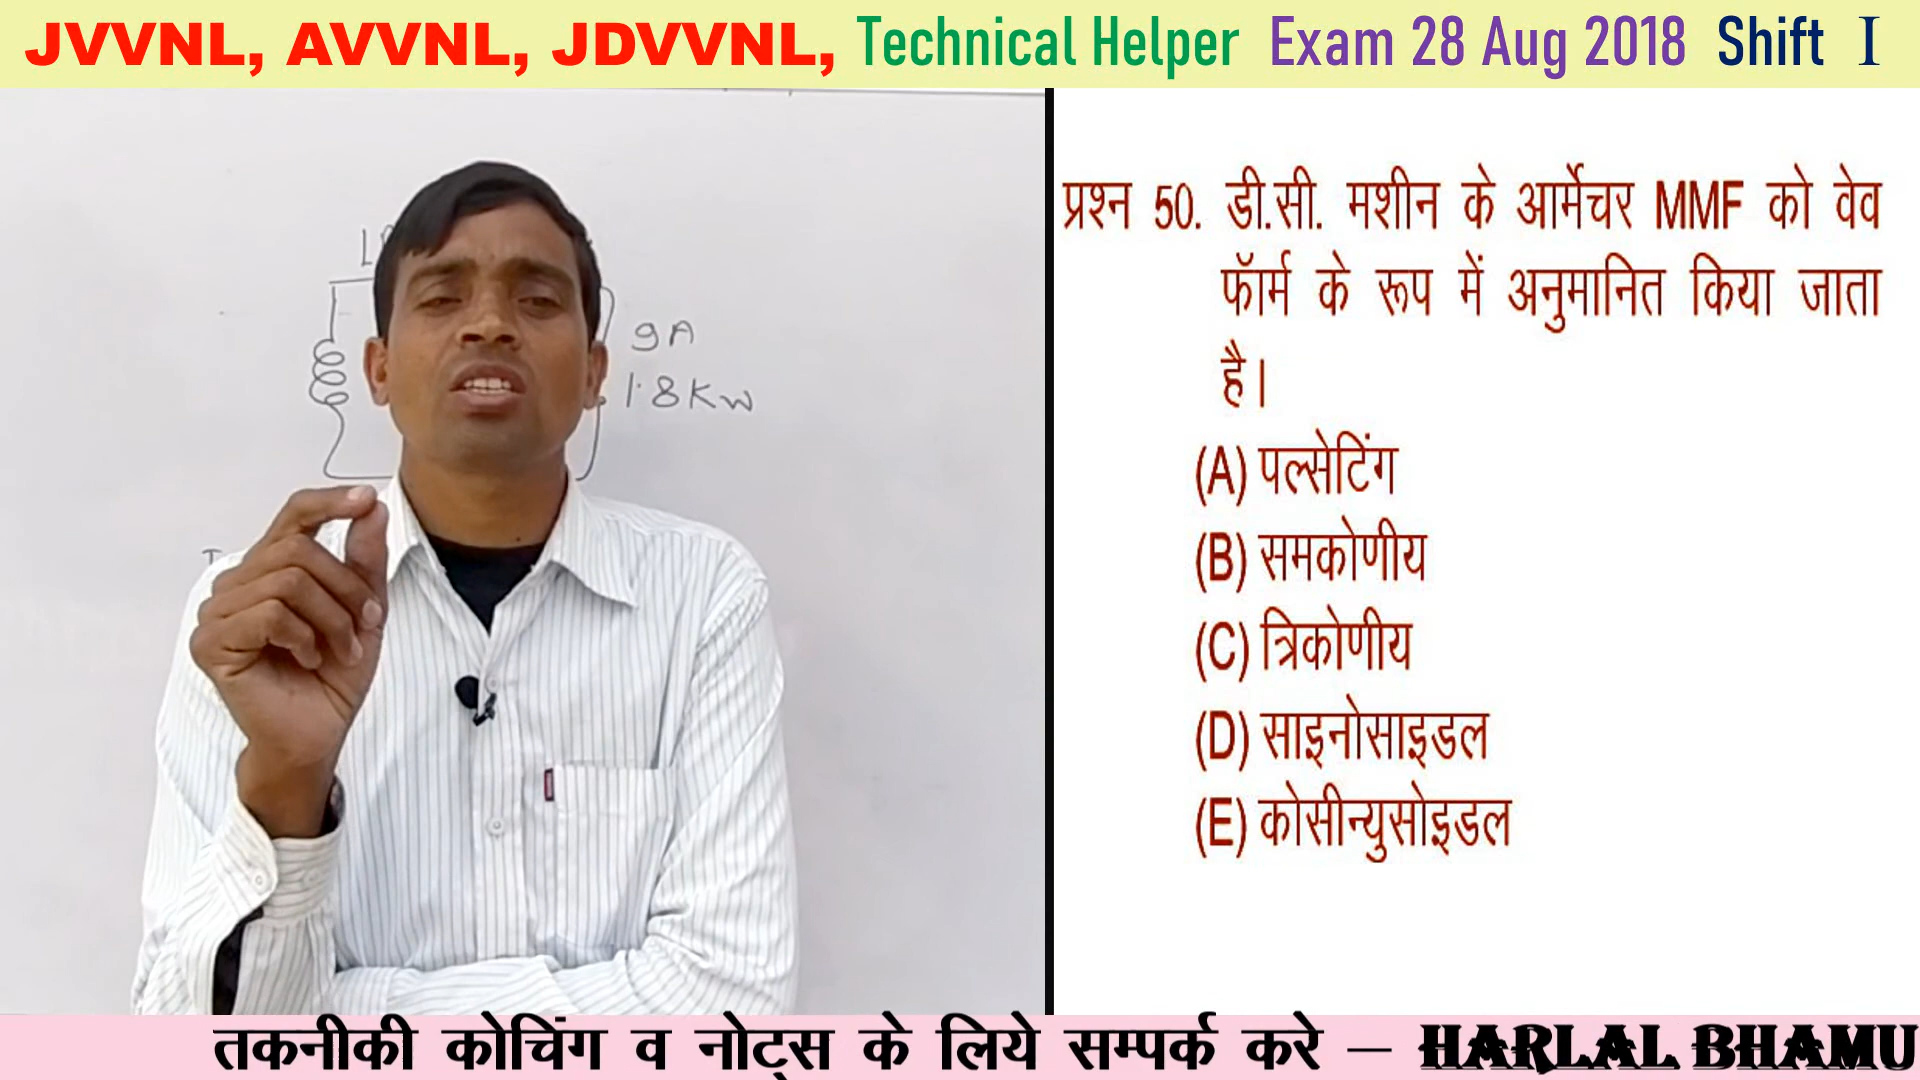 JVVNL, AVVNL, JDVVNL, Technical Helper Exam 28 Aug 2018 Shift I
9A
1.8Kw
प्रश्न 50. डी.सी. मशीन के आर्मेचर MMF को वेव
फॉर्म के रूप में अनुमानित किया जाता
है।
(A) पल्सेटिंग
(B) समकोणीय
(C) त्रिकोणीय
(D) साइनोसाइडल
(E) कोसीन्युसोइडल
तकनीकी कोचिंग व नोट्स के लिये सम्पर्क करे – HARLAL BHAMU